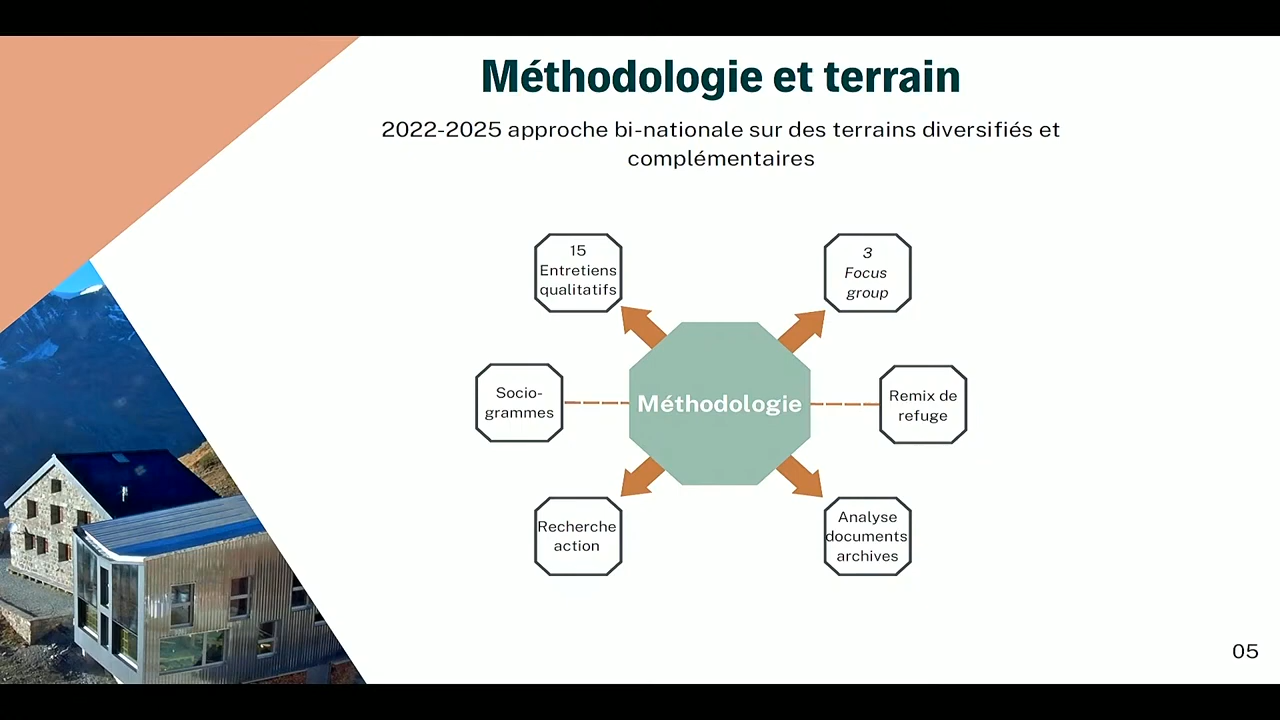 Méthodologie et terrain
2022-2025 approche bi-nationale sur des terrains diversifiés et
complémentaires
15
Entretiens
qualitatifs
3
Focus
group
Socio-
grammes
Méthodologie
Remix de
refuge
Recherche
action
Analyse
documents
archives
05